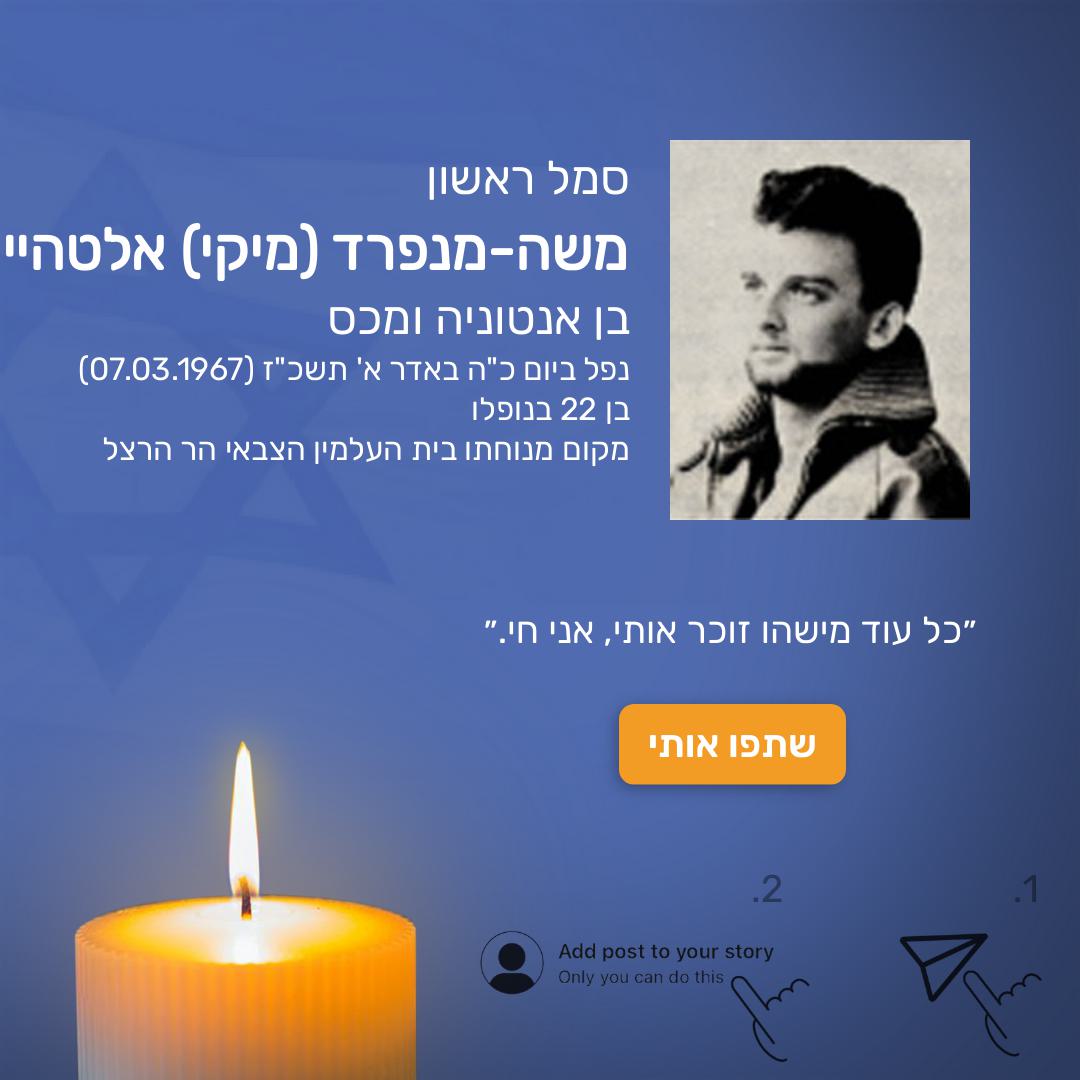 סמל ראשון
משה-מנפרד (מיקי) אלטהיי
בן אנטוניה ומכס
נפל ביום כ"ה באדר א' תשכ"ז (07.03.1967)
בן 22 בנופלו
מקום מנוחתו בית העלמין הצבאי הר הרצל
״כל עוד מישהו זוכר אותי, אני חי.״
שתפו אותי
1.
2.
Add post to your story
Only you can do this